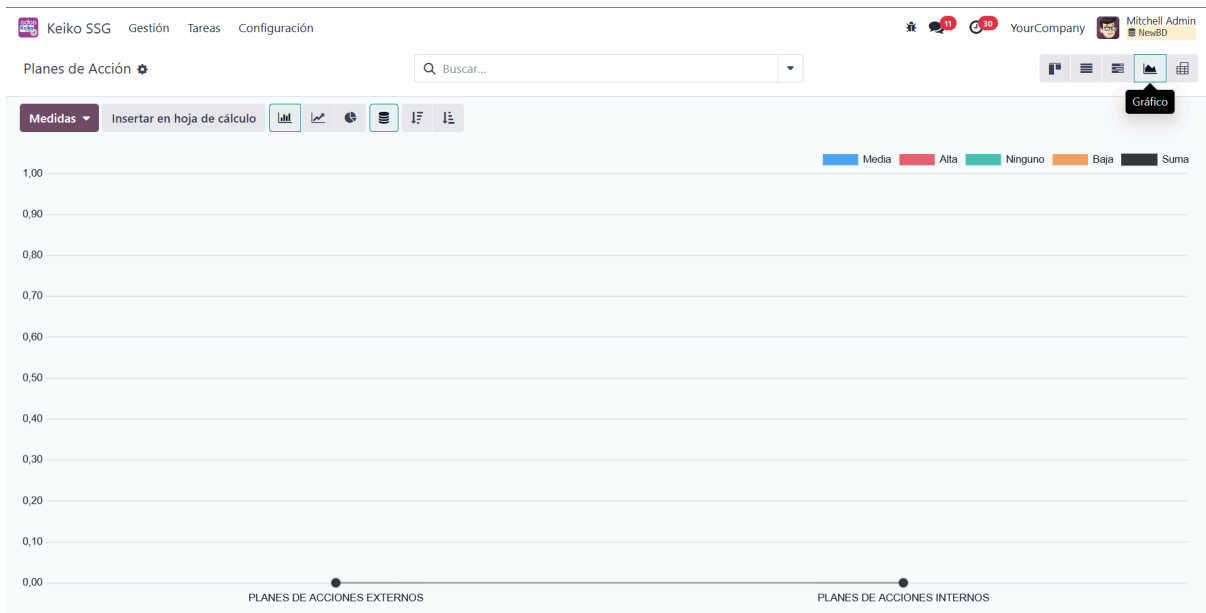 Keiko SSG Gestión Tareas Configuración 11 30 YourCompany Mitchell Admin
NewBD
Planes de Acción Buscar...
Gráfico
Medidas Insertar en hoja de cálculo
Media Alta Ninguno Baja Suma
1,00
0,90
0,80
0,70
0,60
0,50
0,40
0,30
0,20
0,10
0,00
PLANES DE ACCIONES EXTERNOS PLANES DE ACCIONES INTERNOS